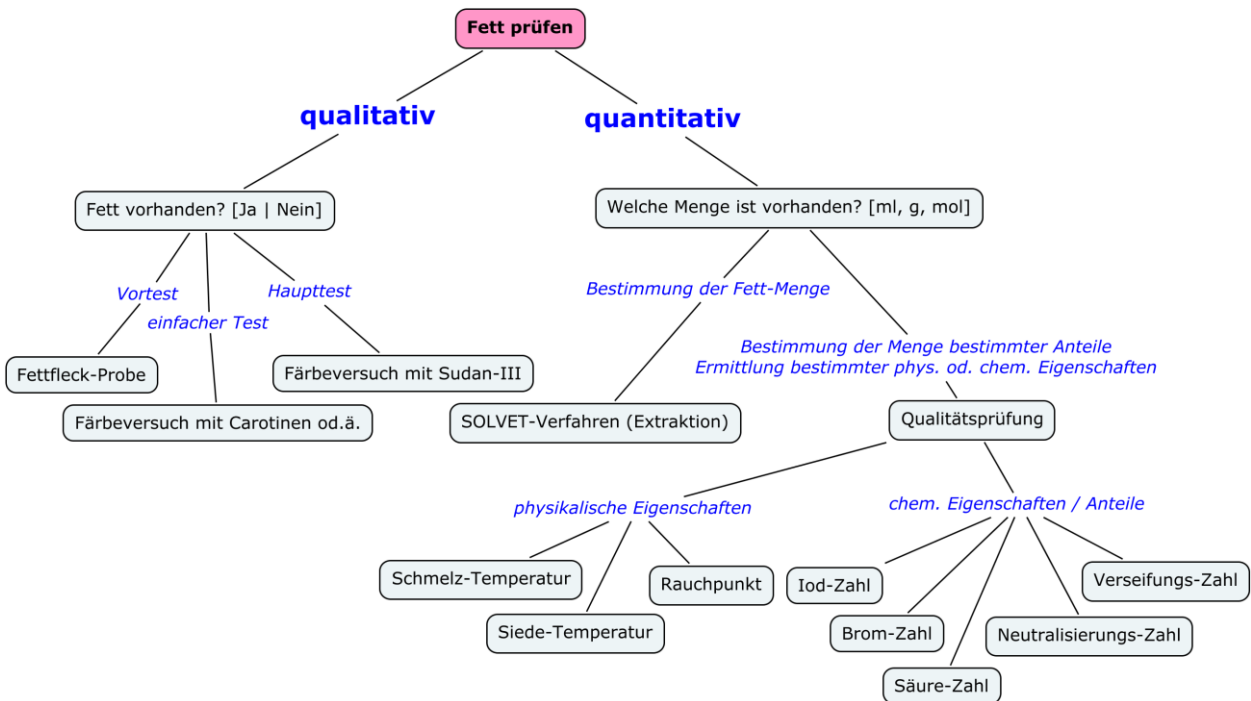 Fett prüfen
qualitativ
quantitativ
Fett vorhanden? [Ja | Nein]
Welche Menge ist vorhanden? [ml, g, mol]
Vortest
einfacher Test
Haupttest
Bestimmung der Fett-Menge
Bestimmung der Menge bestimmter Anteile
Ermittlung bestimmter phys. od. chem. Eigenschaften
Fettfleck-Probe
Färbeversuch mit Carotinen od.ä.
Färbeversuch mit Sudan-III
SOLVET-Verfahren (Extraktion)
Qualitätsprüfung
physikalische Eigenschaften
chem. Eigenschaften / Anteile
Schmelz-Temperatur
Siede-Temperatur
Rauchpunkt
Iod-Zahl
Brom-Zahl
Säure-Zahl
Neutralisierungs-Zahl
Verseifungs-Zahl